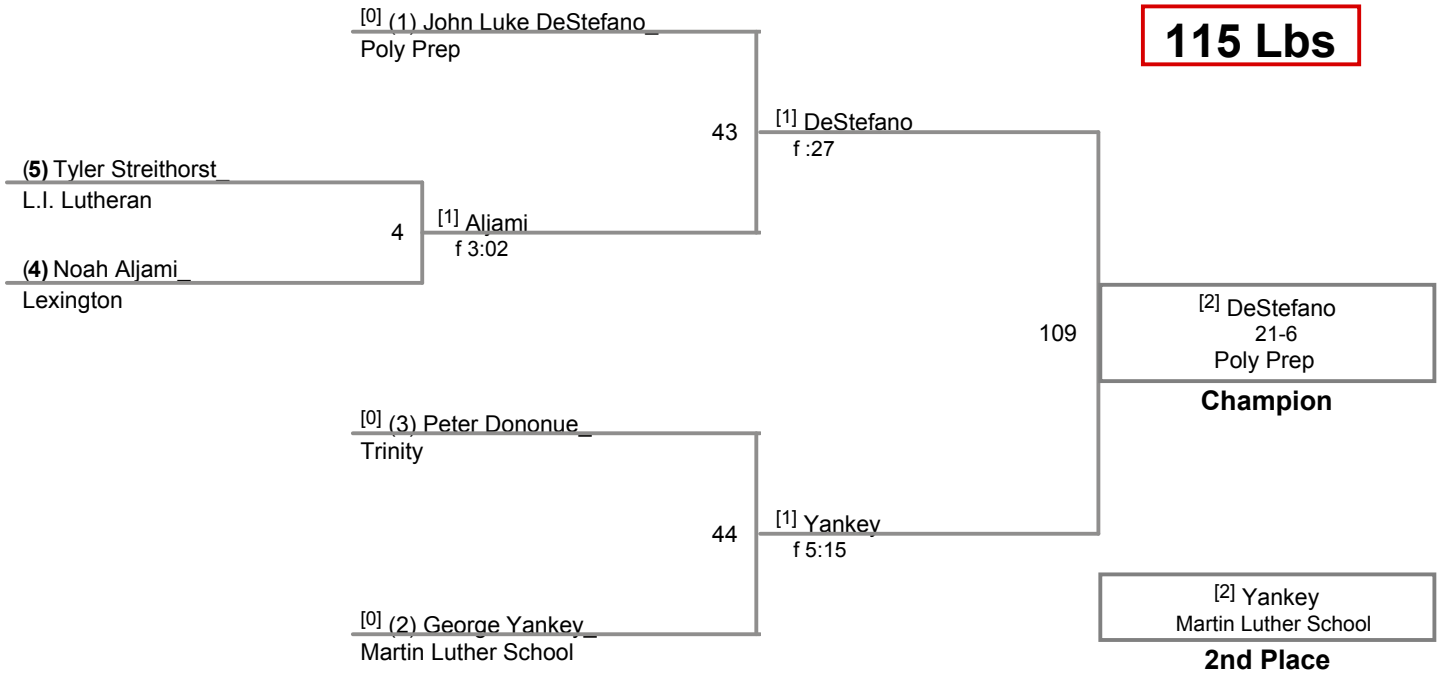 [0] (1) John Luke DeStefano_
Poly Prep
115 Lbs
43
[1] DeStefano
f :27
(5) Tyler Streithorst_
L.I. Lutheran
4
[1] Aljami
f 3:02
(4) Noah Aljami_
Lexington
109
[2] DeStefano
21-6
Poly Prep
Champion
[0] (3) Peter Dononue_
Trinity
44
[1] Yankey
f 5:15
[0] (2) George Yankey_
Martin Luther School
[2] Yankey
Martin Luther School
2nd Place